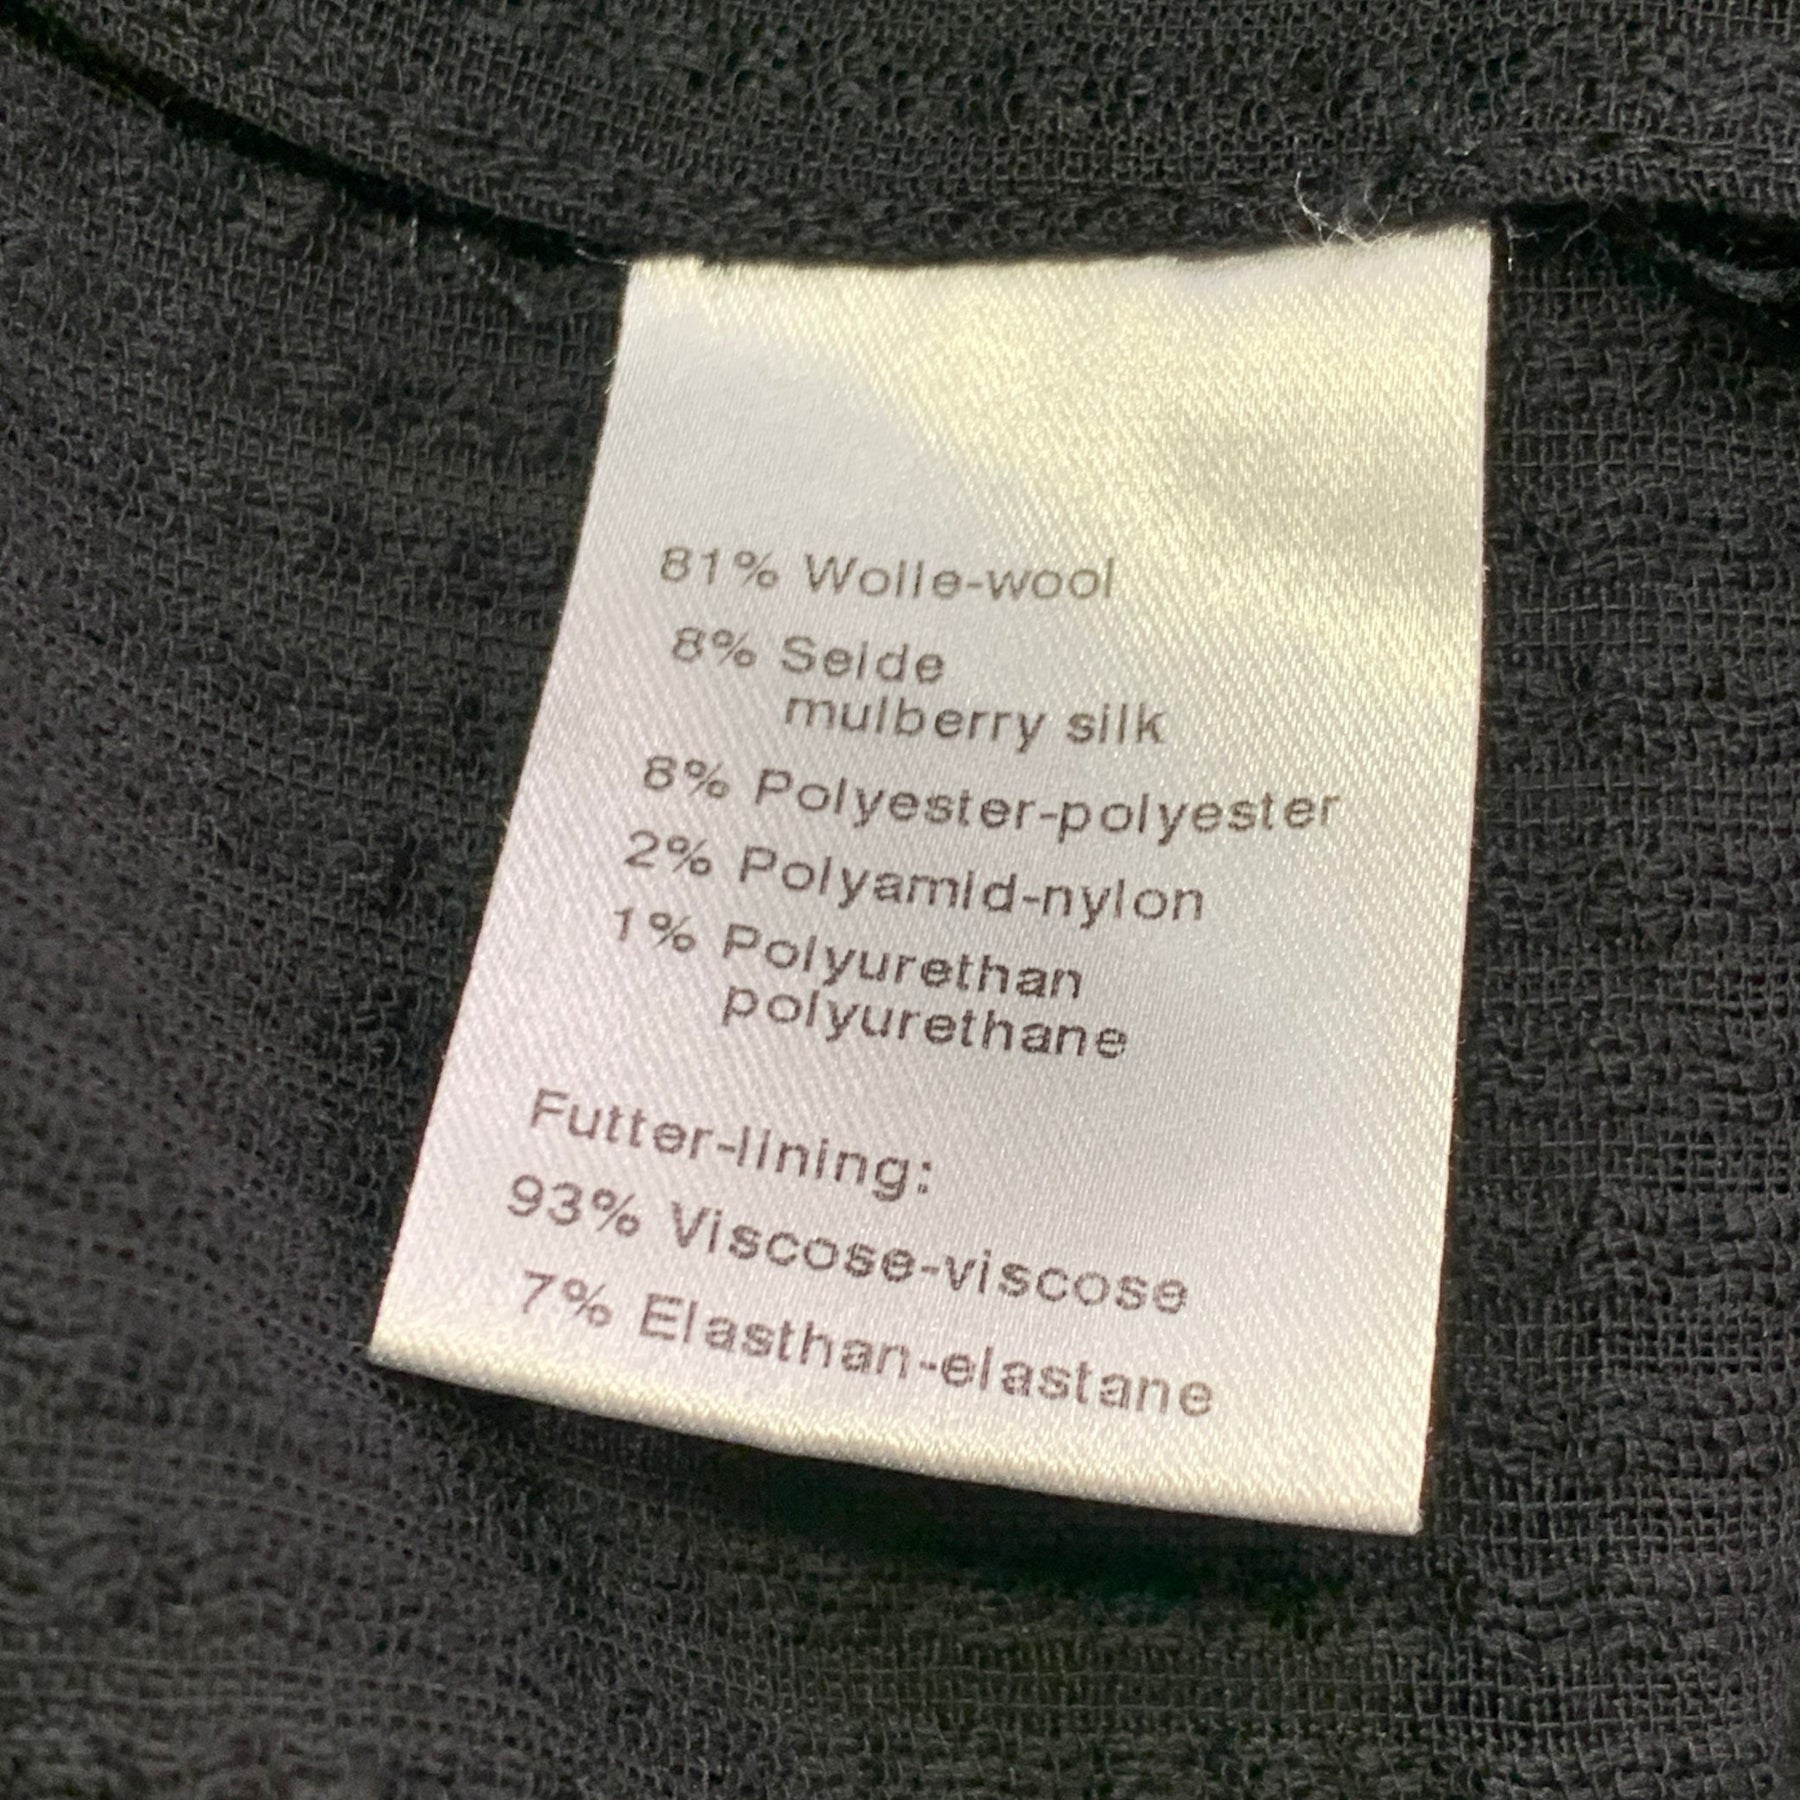 81% Wolle-wool
8% Seide
mulberry silk
8% Polyester-polyester
2% Polyamid-nylon
1% Polyurethan
polyurethane
Futter-lining:
93% Viscose-viscose
7% Elasthan-elastane